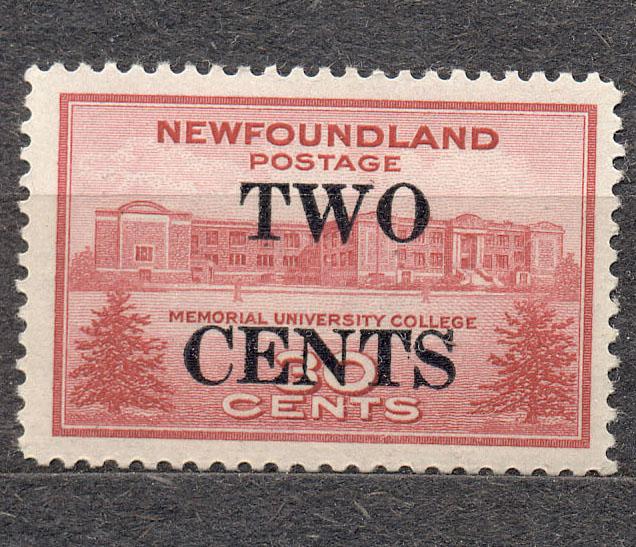 NEWFOUNDLAND
POSTAGE
TWO
MEMORIAL UNIVERSITY COLLEGE
CENTS
30
CENTS